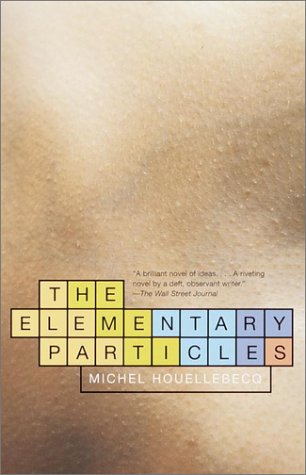 "A brilliant novel of ideas. . . . A riveting
novel by a deft, observant writer."
—The Wall Street Journal
THE
ELEMENTARY
PARTICLES
MICHEL HOUELLEBECQ